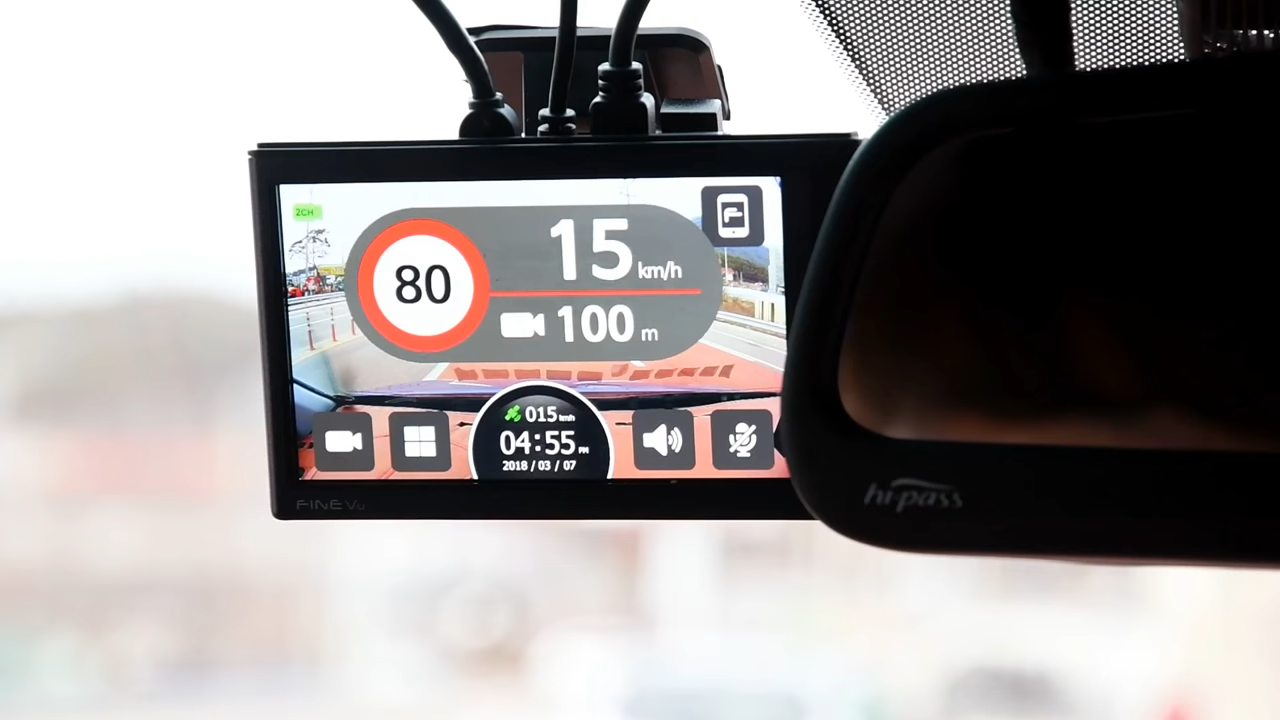 2CH
80
15 km/h
100 m
015 km/h
04:55 PM
2018 / 03 / 07
FINEVu
hi-pass